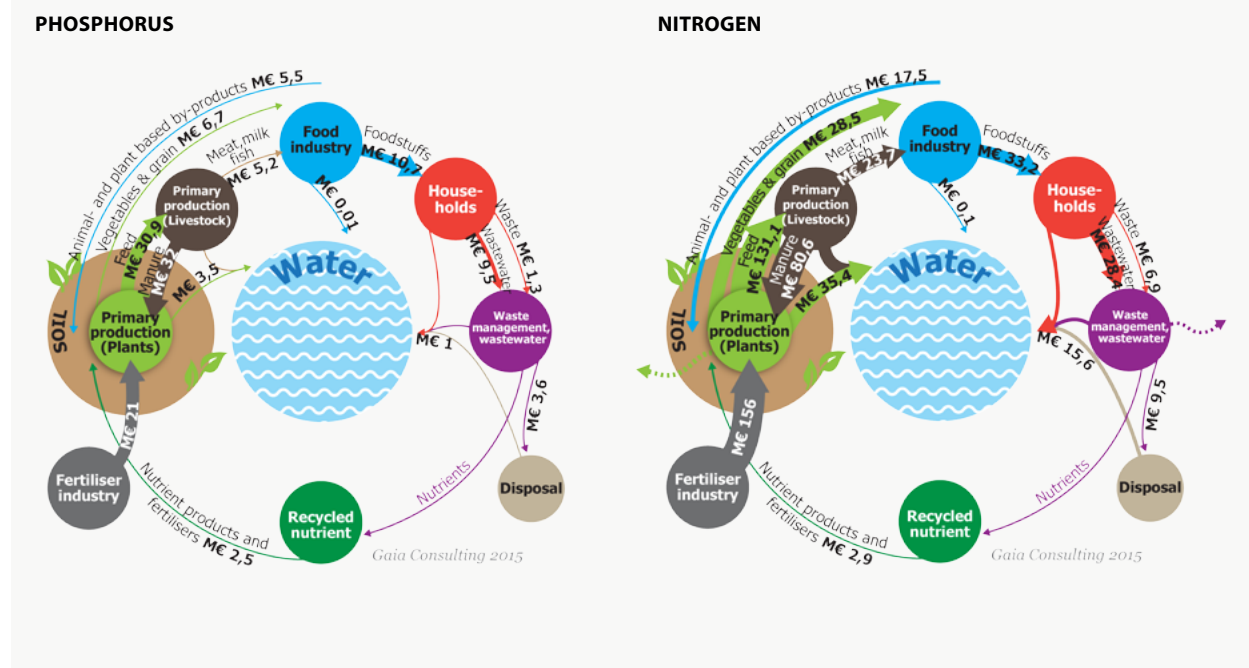 PHOSPHORUS
Animal- and plant based by-products M€ 5,5
Vegetables & grain M€ 6,7
Meat,milk
fish
M€ 5,2
Food
industry
Foodstuffs
M€ 10,7
House-
holds
Primary
production
(Livestock)
M€ 0,01
Feed
M€ 30,9
Manure
M€ 32
M€ 3,5
Water
Waste M€ 1,3
Wastewater
M€ 9,5
SOIL
Primary
production
(Plants)
Waste
management,
wastewater
M€ 1
M€ 3,6
M€ 21
Fertiliser
industry
Nutrient products and
fertilisers M€ 2,5
Recycled
nutrient
Nutrients
Disposal
Gaia Consulting 2015
NITROGEN
Animal- and plant based by-products M€ 17,5
Vegetables & grain M€ 28,5
Meat,milk
fish
M€ 23,7
Food
industry
Foodstuffs
M€ 33,2
House-
holds
Primary
production
(Livestock)
M€ 0,1
Feed
M€ 131,1
Manure
M€ 80,6
M€ 35,4
Water
Waste M€ 6,9
Wastewater
M€ 28,4
SOIL
Primary
production
(Plants)
Waste
management,
wastewater
M€ 15,6
M€ 9,5
M€ 156
Fertiliser
industry
Nutrient products and
fertilisers M€ 2,9
Recycled
nutrient
Nutrients
Disposal
Gaia Consulting 2015